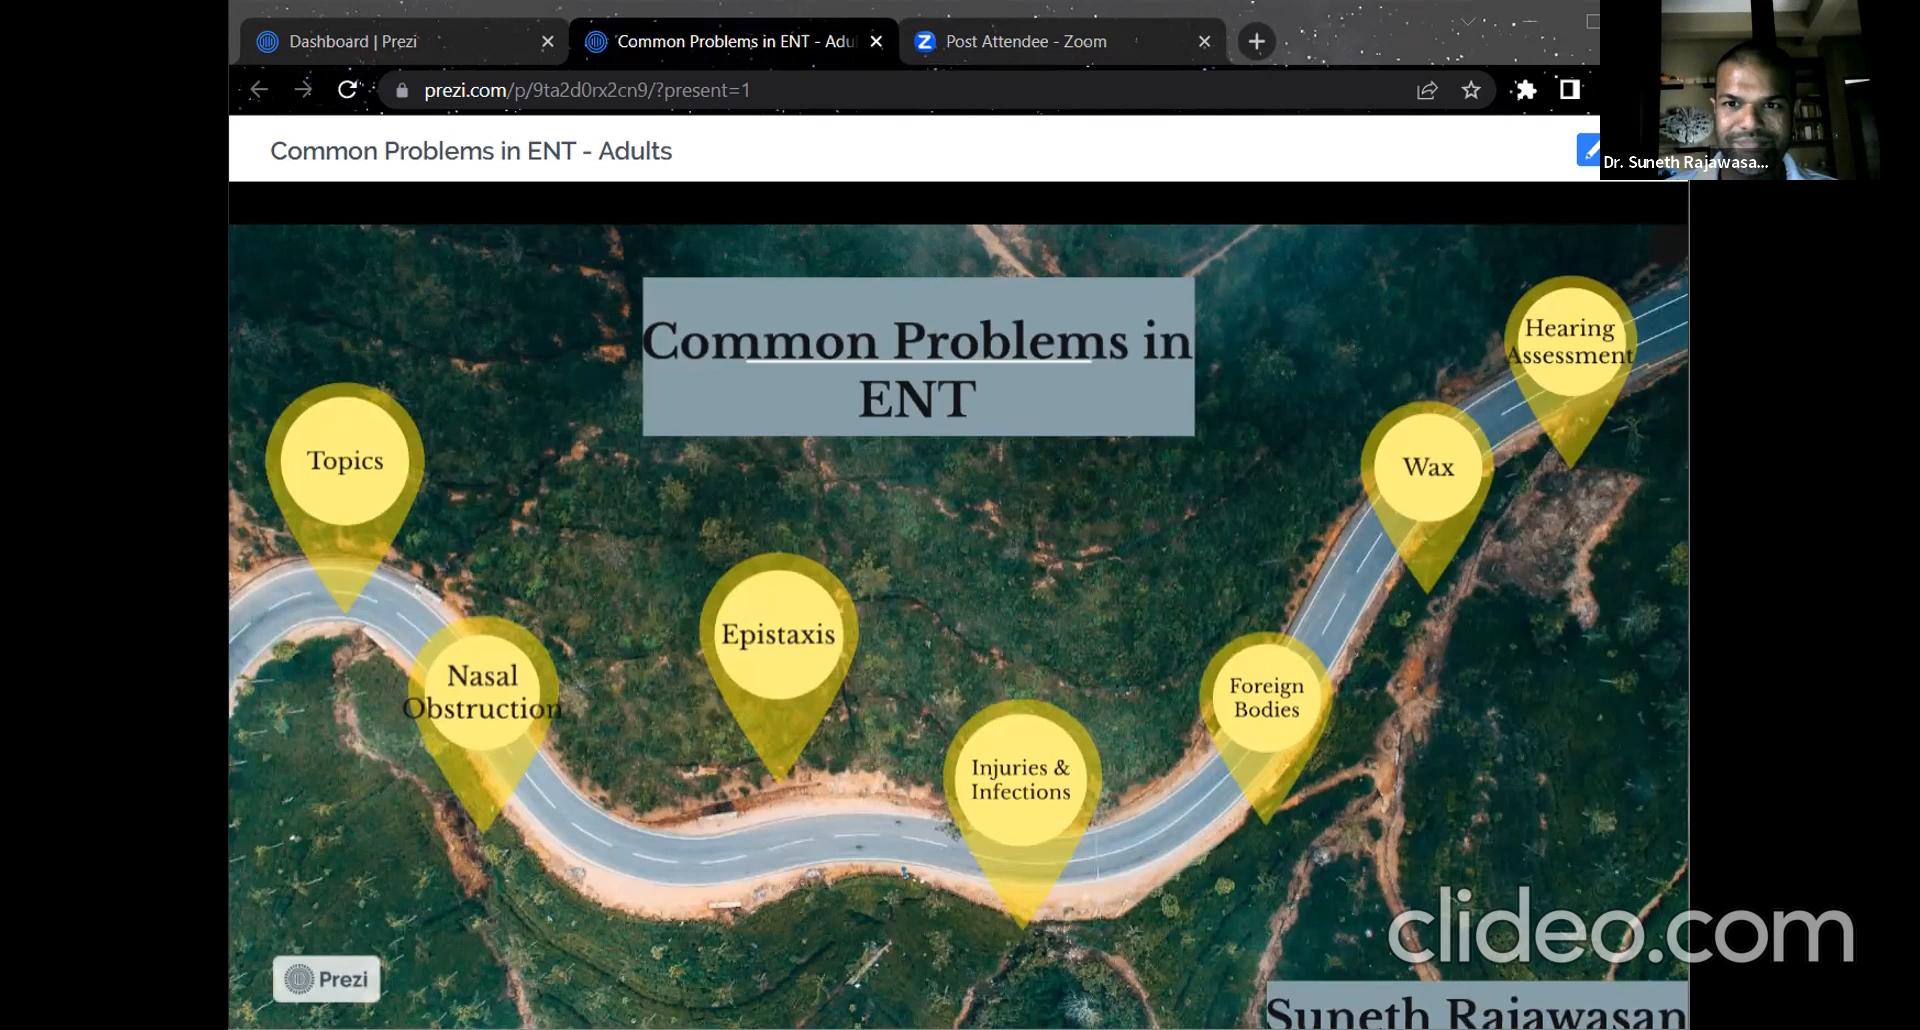 Dashboard | Prezi
Common Problems in ENT - Adu
Post Attendee - Zoom
prezi.com/p/9ta2d0rx2cn9/?present=1
Common Problems in ENT - Adults
Dr. Suneth Rajawasa...
Common Problems in
ENT
Topics
Nasal
Obstruction
Epistaxis
Injuries &
Infections
Foreign
Bodies
Wax
Hearing
Assessment
clideo.com
Prezi
Suneth Rajawasan